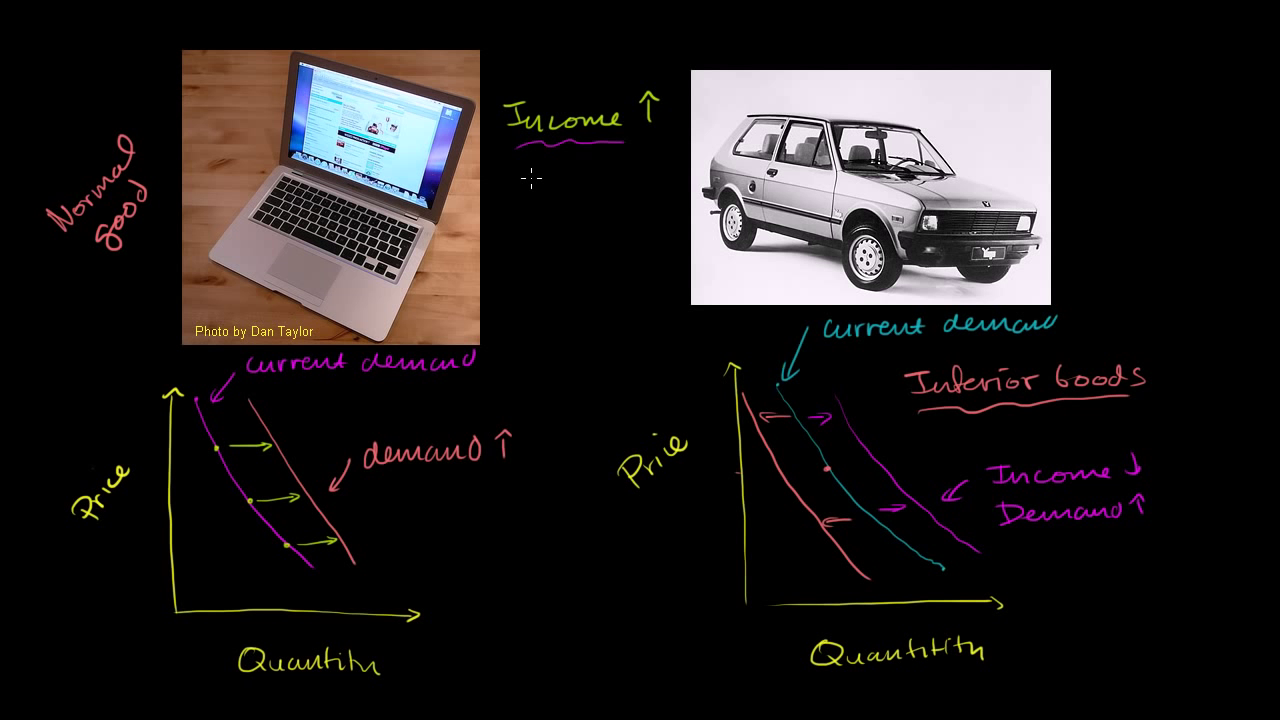 Income ↑
Normal
good
Yugo
Photo by Dan Taylor
current demand
current demand
Inferior Goods
demand ↑
Price
Price
Income ↓
Demand ↑
Quantity
Quantitity